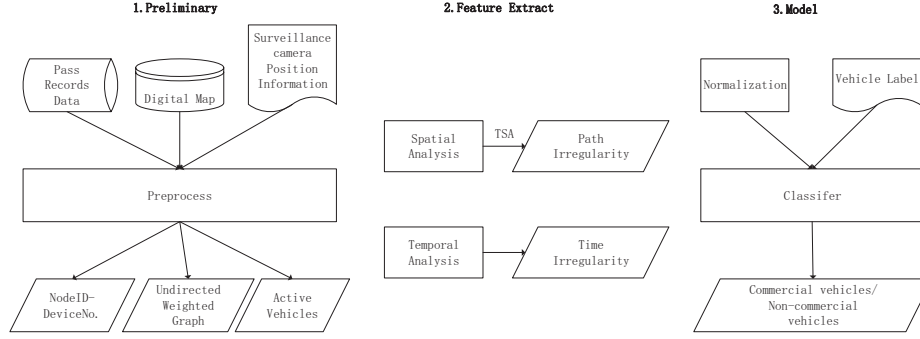 1.Preliminary
Pass
Records
Data
Digital Map
Surveillance
camera
Position
Information
Preprocess
NodeID-
DeviceNo.
Undirected
Weighted
Graph
Active
Vehicles
2.Feature Extract
Spatial
Analysis
TSA
Path
Irregularity
Temporal
Analysis
Time
Irregularity
3.Model
Normalization
Vehicle Label
Classifer
Commercial vehicles/
Non-commercial
vehicles